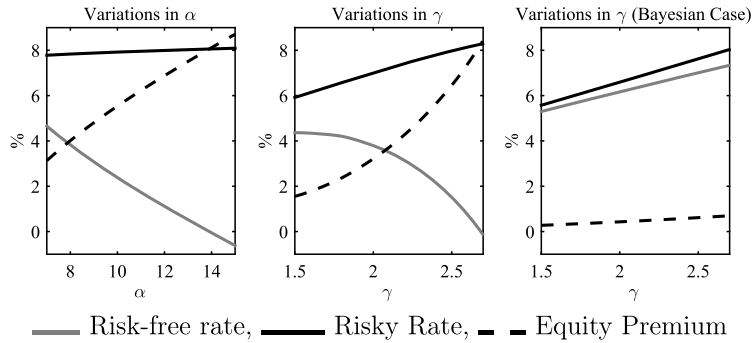 Variations in α
8
6
4
2
0
%
8 10 12 14
α
Variations in γ
8
6
4
2
0
%
1.5 2 2.5
γ
Variations in γ (Bayesian Case)
8
6
4
2
0
%
1.5 2 2.5
γ
Risk-free rate, Risky Rate, Equity Premium